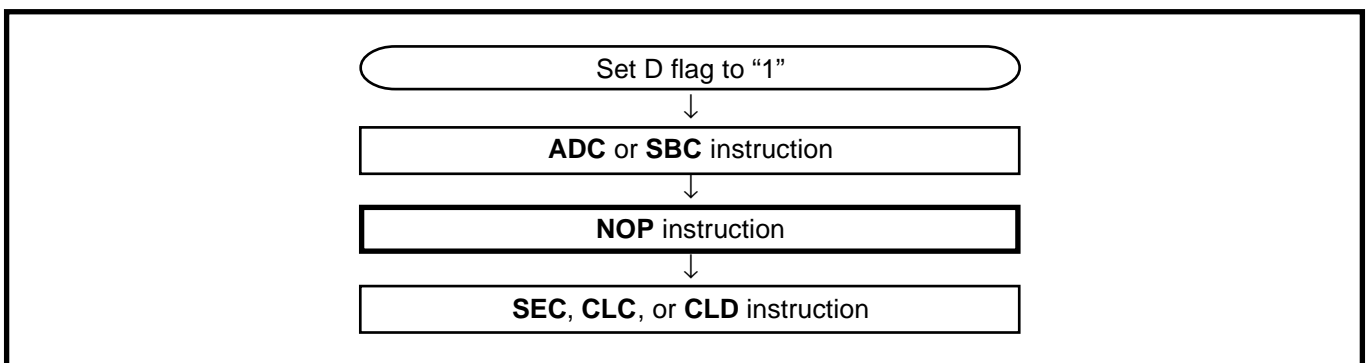 Set D flag to “1”
↓
ADC or SBC instruction
↓
NOP instruction
↓
SEC, CLC, or CLD instruction